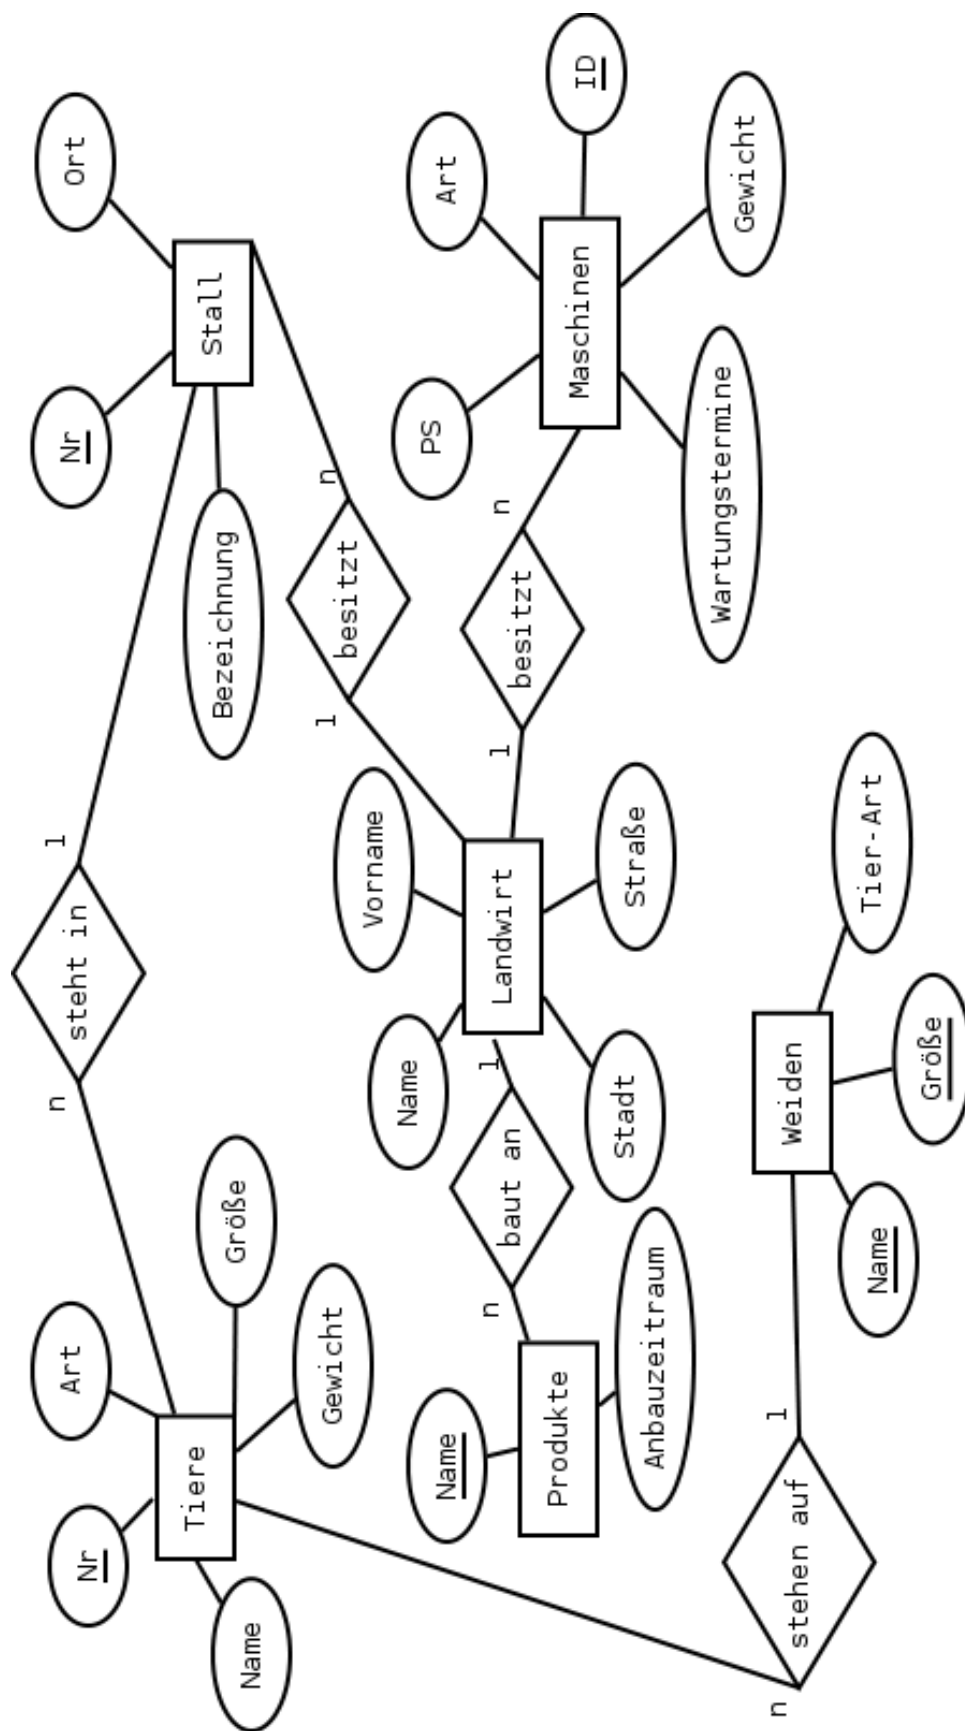 Nr
Art
Name
Tiere
Größe
Gewicht
n
steht in
1
Nr
Ort
Stall
Bezeichnung
n
besitzt
1
Name
Vorname
Landwirt
Stadt
Straße
1
besitzt
n
PS
Art
ID
Maschinen
Wartungstermine
Gewicht
1
baut an
n
Name
Produkte
Anbauzeitraum
n
stehen auf
1
Weiden
Name
Größe
Tier-Art